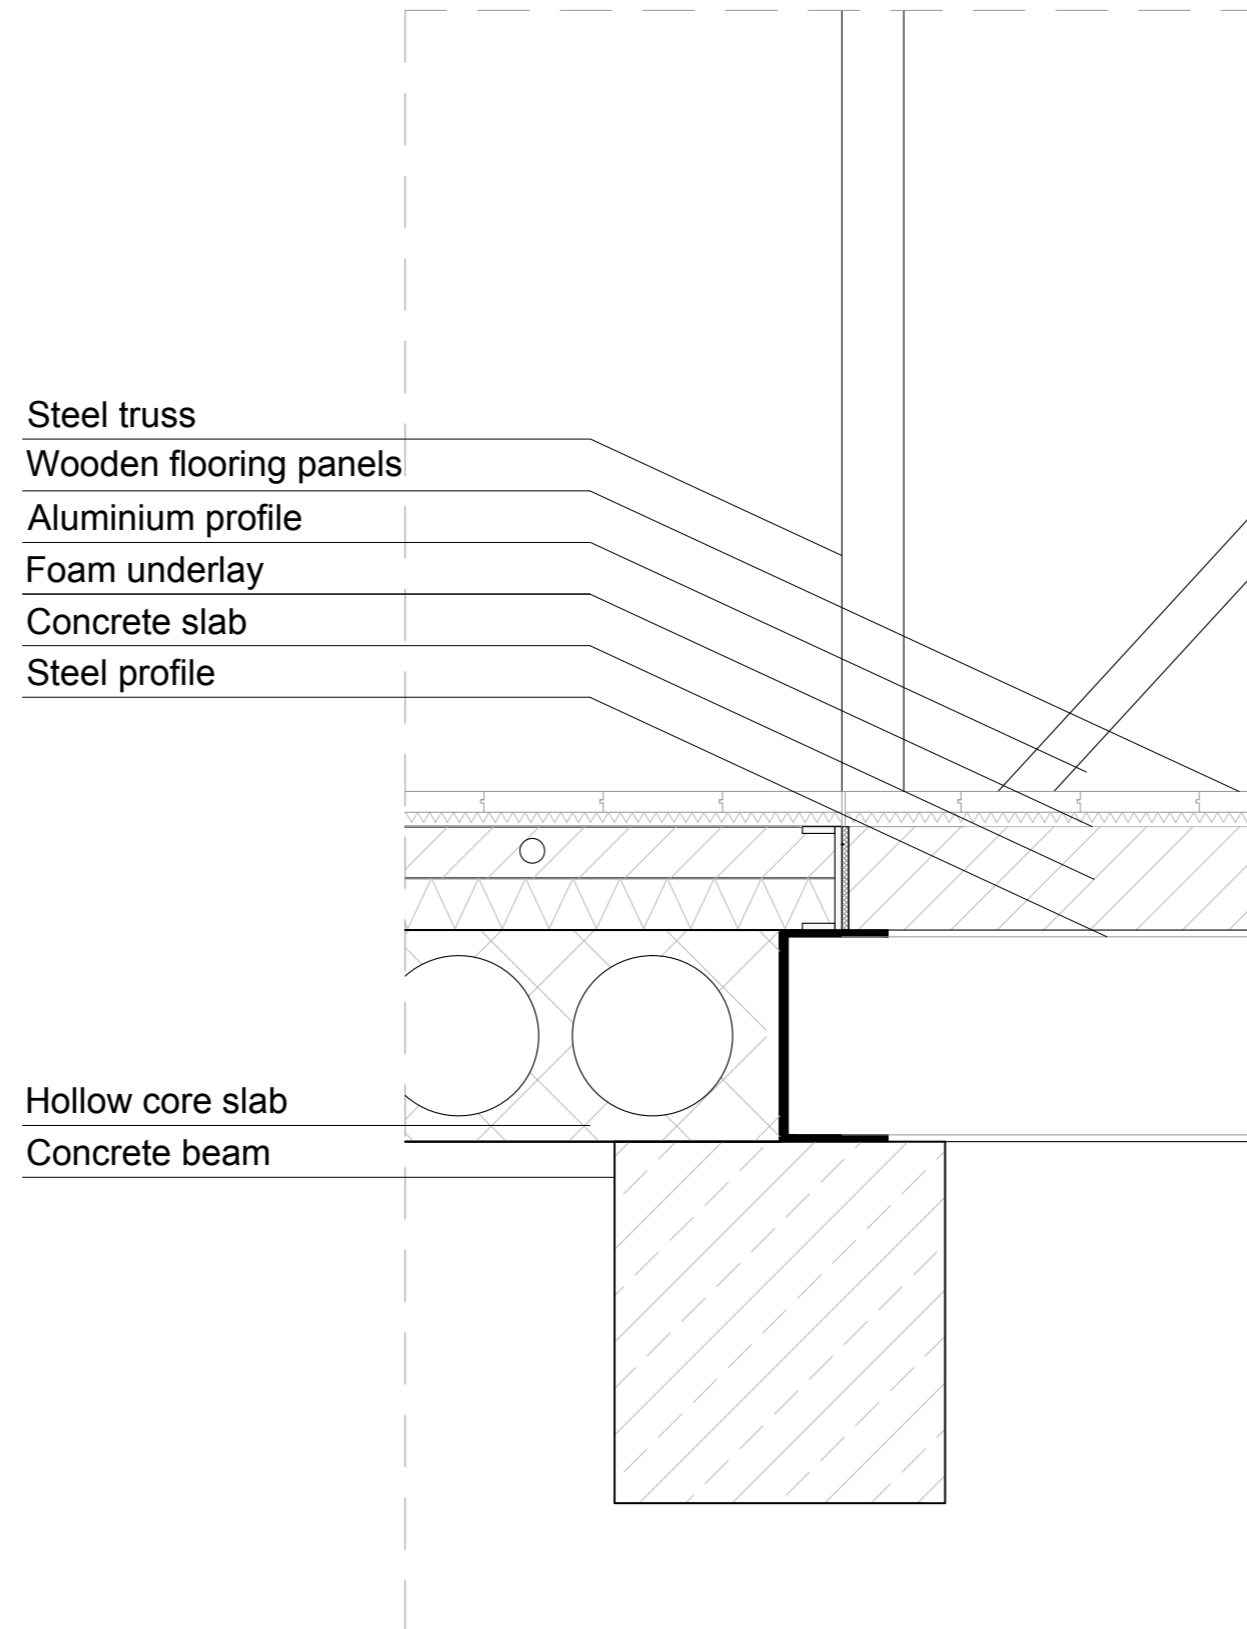 Steel truss
Wooden flooring panels
Aluminium profile
Foam underlay
Concrete slab
Steel profile
Hollow core slab
Concrete beam